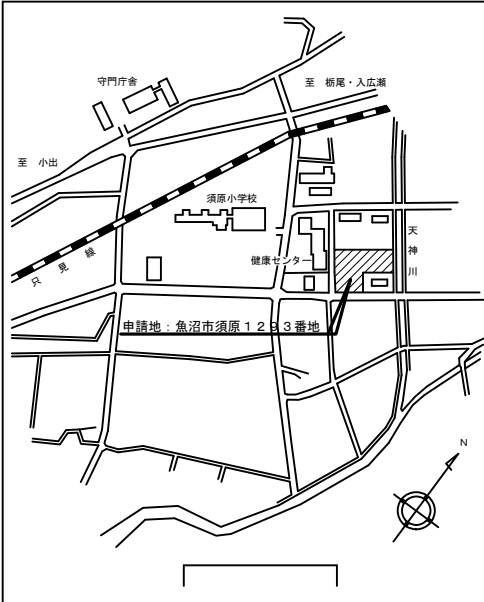 守門庁舎
至 栃尾・入広瀬
至 小出
須原小学校
天神川
健康センター
只見線
申請地：魚沼市須原1293番地
N